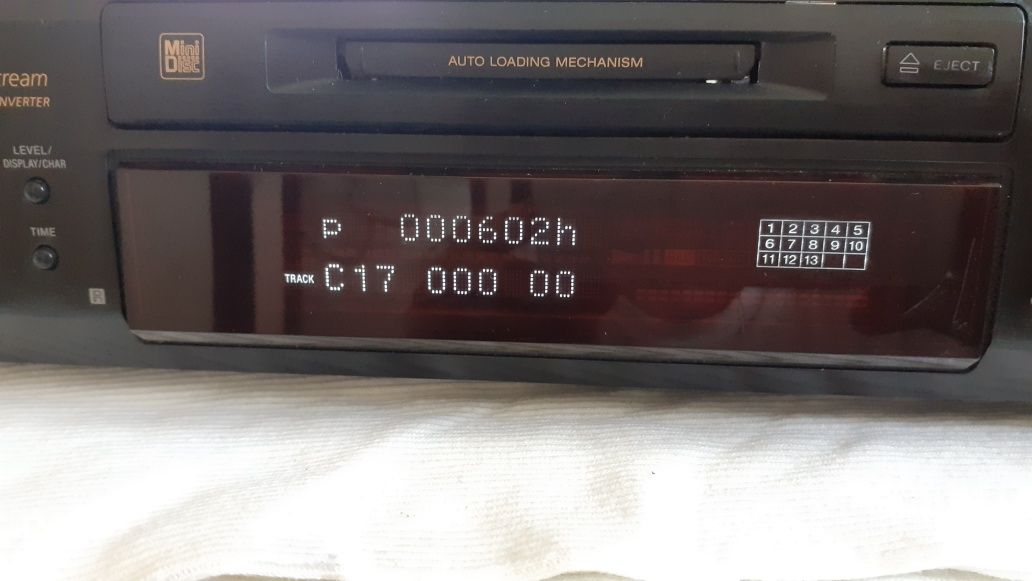 Mini
Disc
AUTO LOADING MECHANISM
EJECT
NVERTER
LEVEL/
DISPLAY/CHAR
TIME
P 000602h
TRACK C17 000 00
1 2 3 4 5
6 7 8 9 10
11 12 13